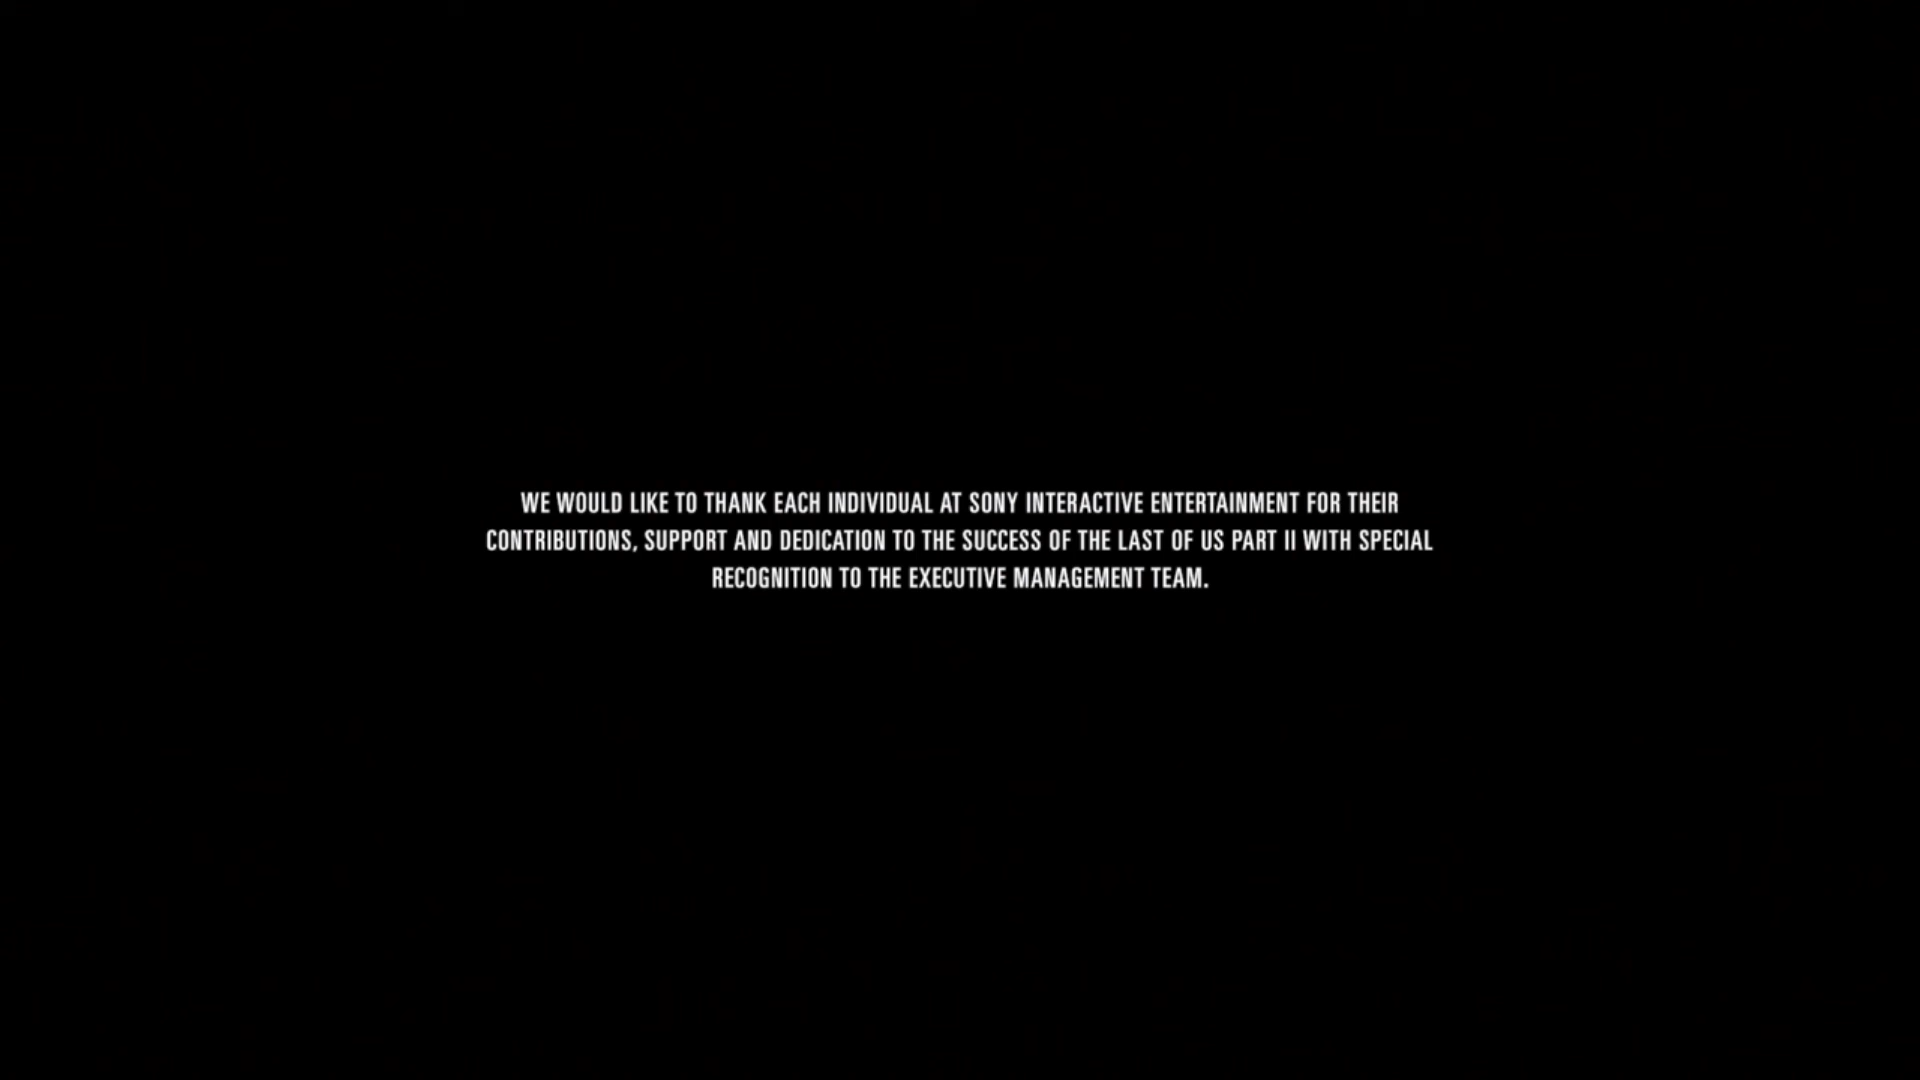 WE WOULD LIKE TO THANK EACH INDIVIDUAL AT SONY INTERACTIVE ENTERTAINMENT FOR THEIR
CONTRIBUTIONS, SUPPORT AND DEDICATION TO THE SUCCESS OF THE LAST OF US PART II WITH SPECIAL
RECOGNITION TO THE EXECUTIVE MANAGEMENT TEAM.